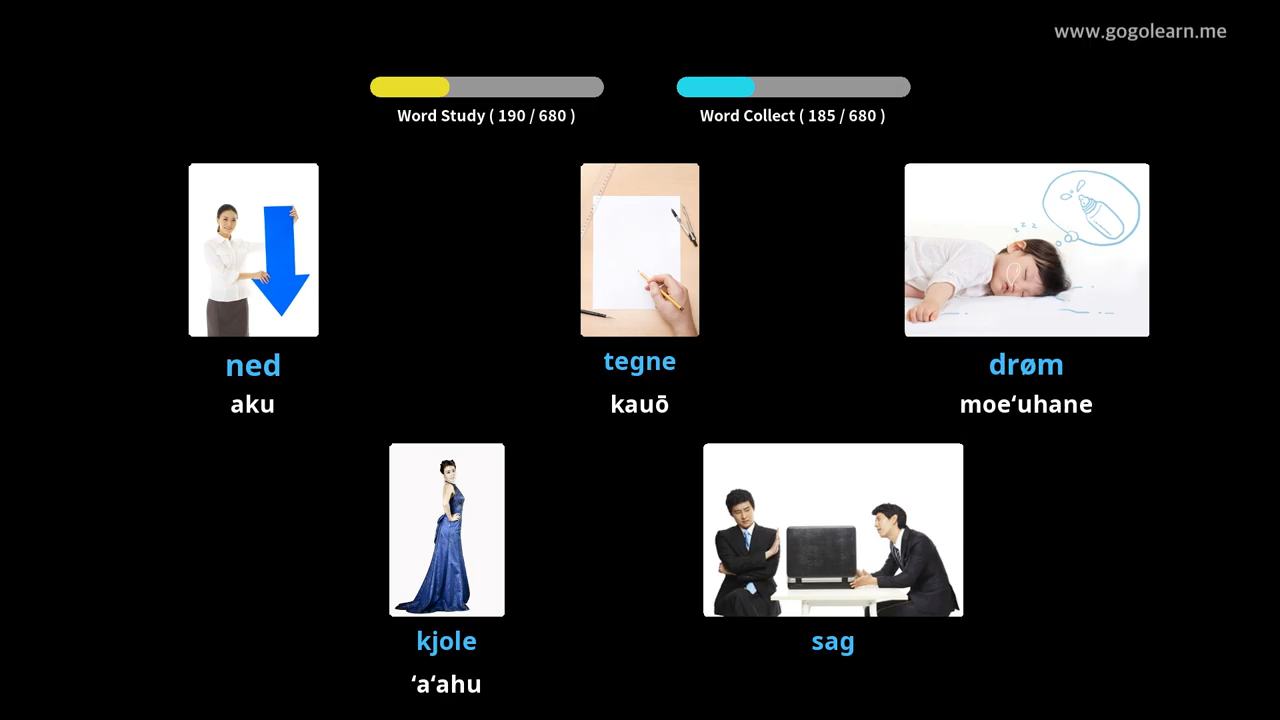 www.gogolearn.me
Word Study ( 190 / 680 )
Word Collect ( 185 / 680 )
ned
aku
tegne
kauō
drøm
moeʻuhane
kjole
ʻaʻahu
sag